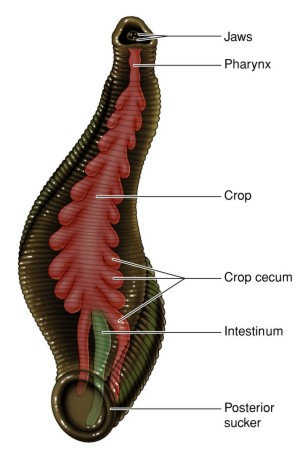 Jaws
Pharynx
Crop
Crop cecum
Intestinum
Posterior
sucker